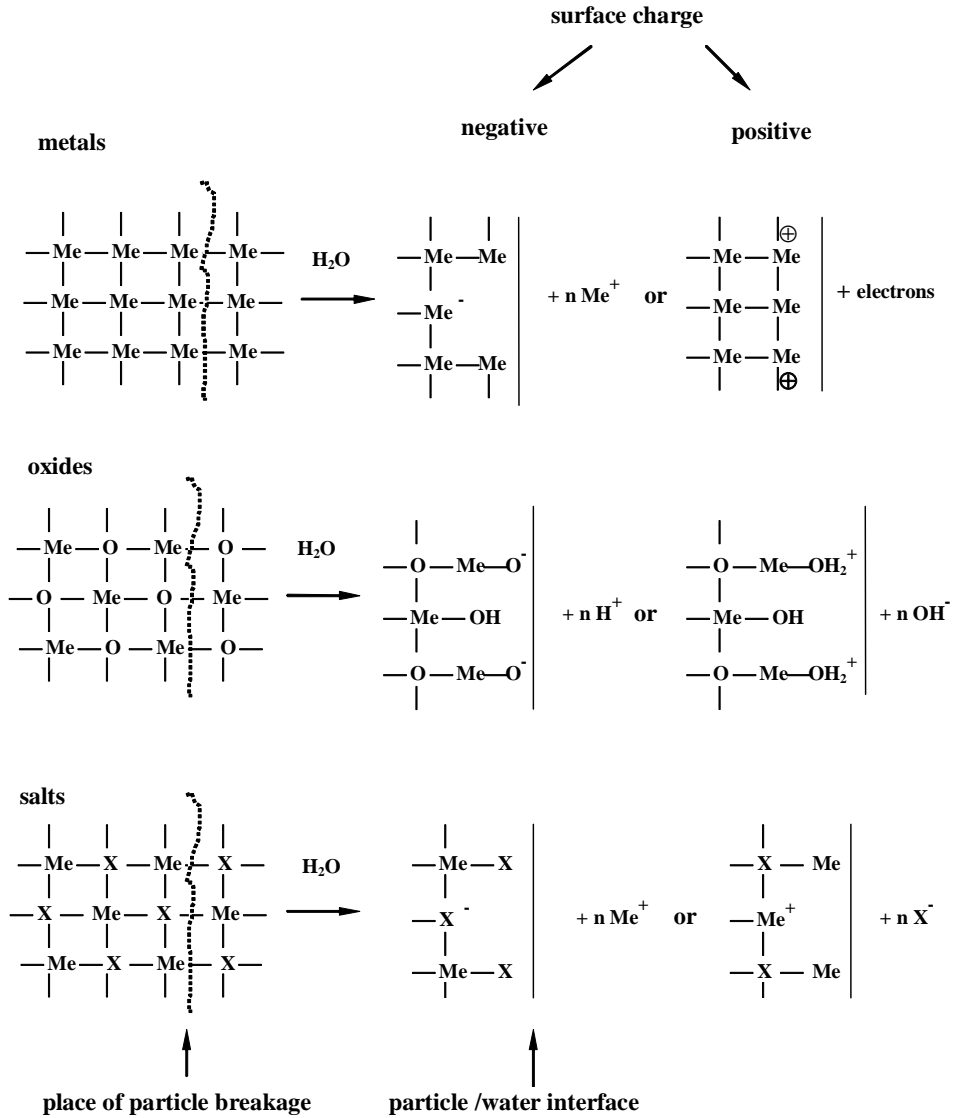 surface charge
negative
positive
metals
Me Me Me Me
Me Me Me Me
Me Me Me Me
H₂O
Me Me
Me⁻
Me Me
+ n Me⁺ or
⊕
Me Me
Me Me
Me Me
⊕
+ electrons
oxides
Me O Me O
O Me O Me
Me O Me O
H₂O
O Me O⁻
Me OH
O Me O⁻
+ n H⁺ or
O Me OH₂⁺
Me OH
O Me OH₂⁺
+ n OH⁻
salts
Me X Me X
X Me X Me
Me X Me X
H₂O
Me X
X⁻
Me X
+ n Me⁺ or
X Me
Me⁺
X Me
+ n X⁻
place of particle breakage
particle /water interface